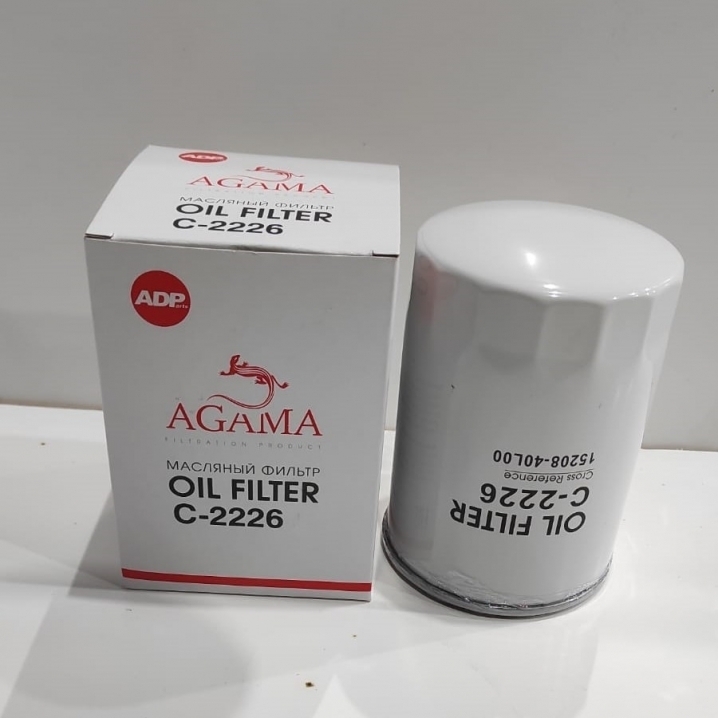 ADP
AGAMA
МАСЛЯНЫЙ ФИЛЬТР
OIL FILTER
C-2226
ADP
parts
AGAMA
FILTRATION PRODUCT
МАСЛЯНЫЙ ФИЛЬТР
OIL FILTER
C-2226
OIL FILTER
C-2226
Cross Reference
15208-40L00